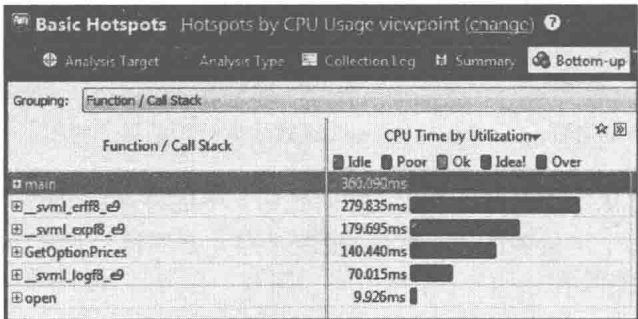 Basic Hotspots Hotspots by CPU Usage viewpoint (change) ?
Analysis Target Analysis Type Collection Log Summary Bottom-up
Grouping: Function / Call Stack
Function / Call Stack
CPU Time by Utilization
Idle Poor Ok Ideal Over
main 360.090ms
__svml_erff8_e9 279.835ms
__svml_expf8_e9 179.695ms
GetOptionPrices 140.440ms
__svml_logf8_e9 70.015ms
open 9.926ms